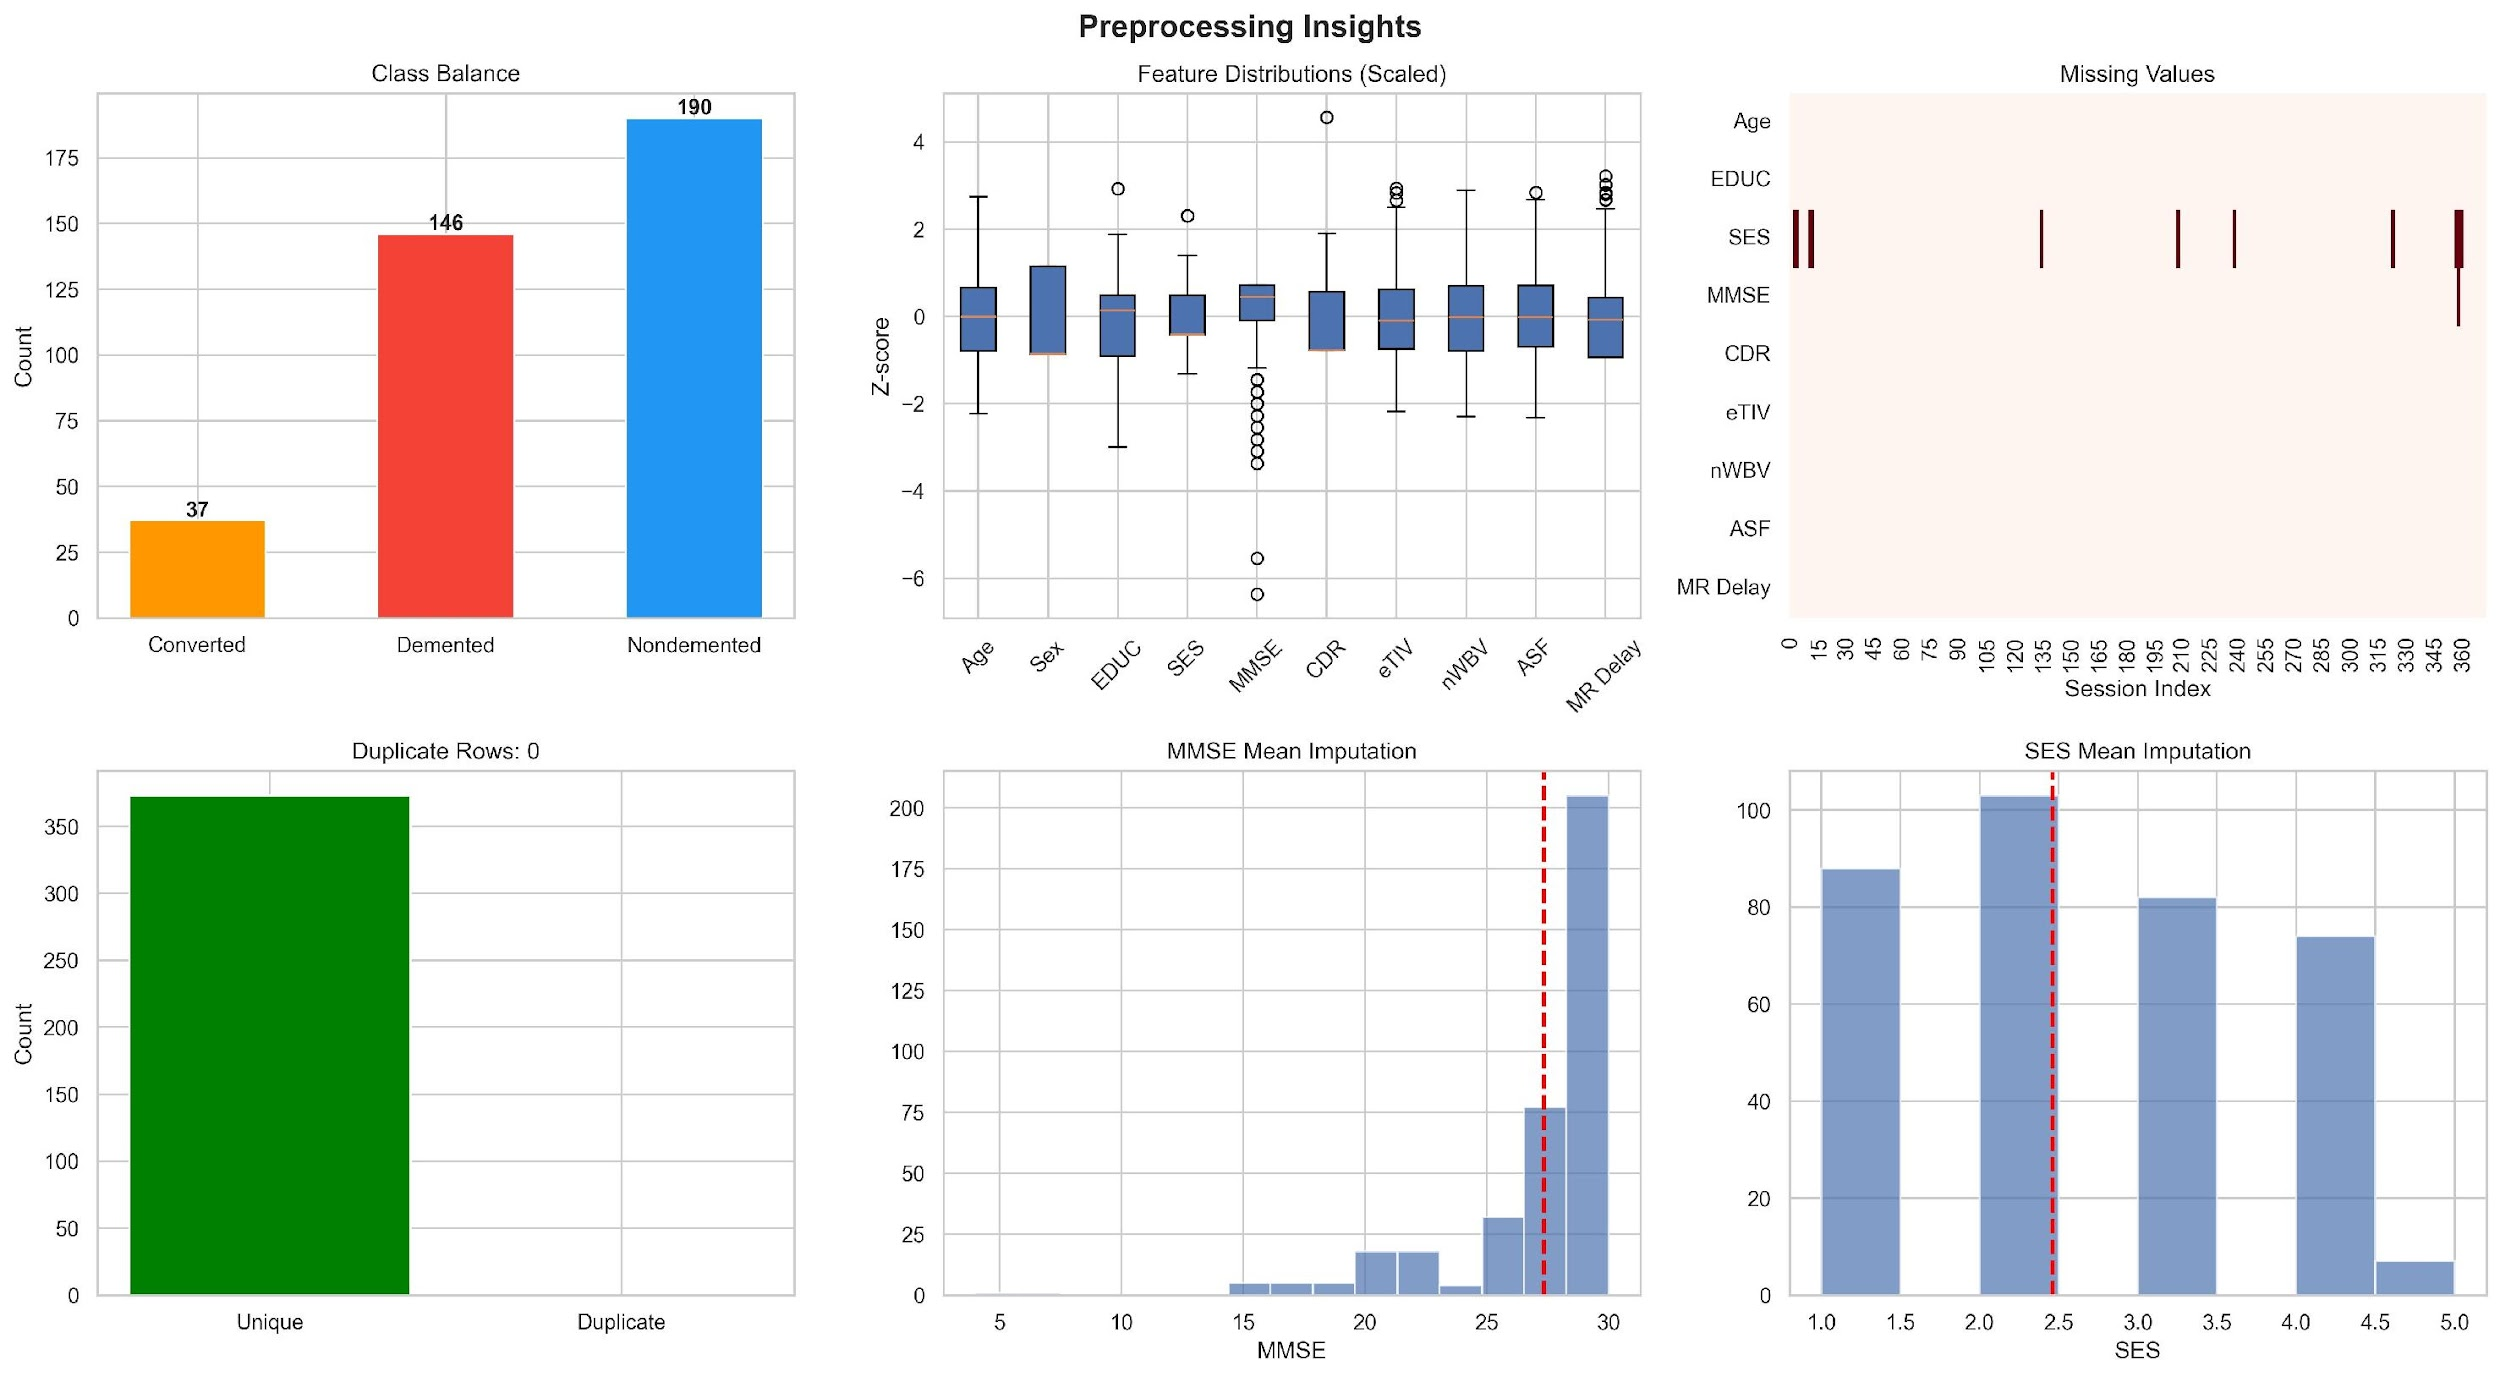 Preprocessing Insights
Class Balance
Count
175
150
125
100
75
50
25
0
190
146
37
Converted
Demented
Nondemented
Feature Distributions (Scaled)
Z-score
4
2
0
−2
−4
−6
Age
Sex
EDUC
SES
MMSE
CDR
eTIV
nWBV
ASF
MR Delay
Missing Values
Age
EDUC
SES
MMSE
CDR
eTIV
nWBV
ASF
MR Delay
0
15
30
45
60
75
90
105
120
135
150
165
180
195
210
225
240
255
270
285
300
315
330
345
360
Session Index
Duplicate Rows: 0
Count
350
300
250
200
150
100
50
0
Unique
Duplicate
MMSE Mean Imputation
200
175
150
125
100
75
50
25
0
5
10
15
20
25
30
MMSE
SES Mean Imputation
100
80
60
40
20
0
1.0
1.5
2.0
2.5
3.0
3.5
4.0
4.5
5.0
SES